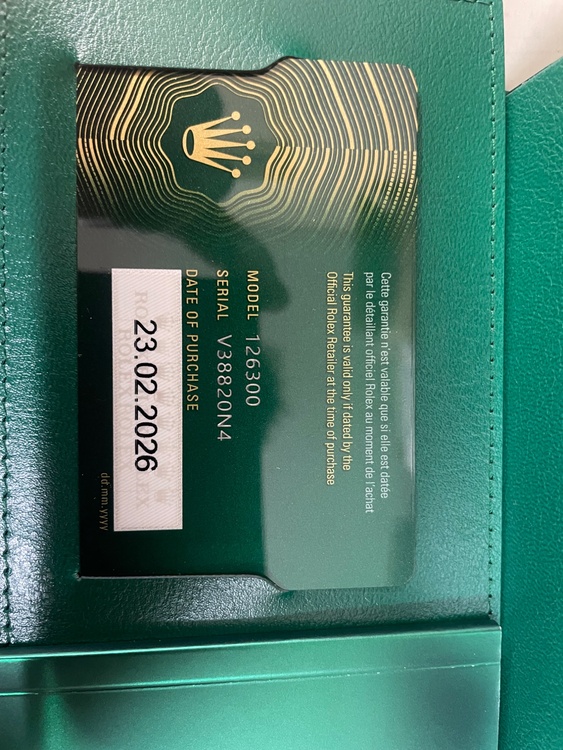 Cette garantie n'est valable que si elle est datée
par le détaillant officiel Rolex au moment de l'achat
This guarantee is valid only if dated by the
Official Rolex Retailer at the time of purchase
MODEL 126300
SERIAL V38820N4
DATE OF PURCHASE
23.02.2026
dd.mm.yyyy